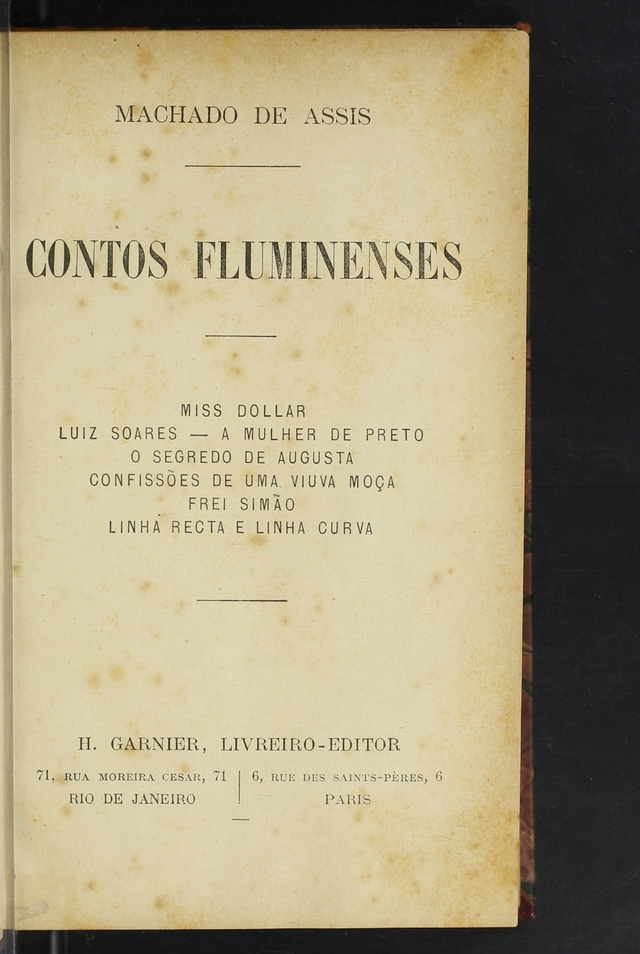 MACHADO DE ASSIS
CONTOS FLUMINENSES
MISS DOLLAR
LUIZ SOARES — A MULHER DE PRETO
O SEGREDO DE AUGUSTA
CONFISSÕES DE UMA VIUVA MOÇA
FREI SIMÃO
LINHA RECTA E LINHA CURVA
H. GARNIER, LIVREIRO-EDITOR
71, RUA MOREIRA CESAR, 71 | 6, RUE DES SAINTS-PÈRES, 6
RIO DE JANEIRO | PARIS